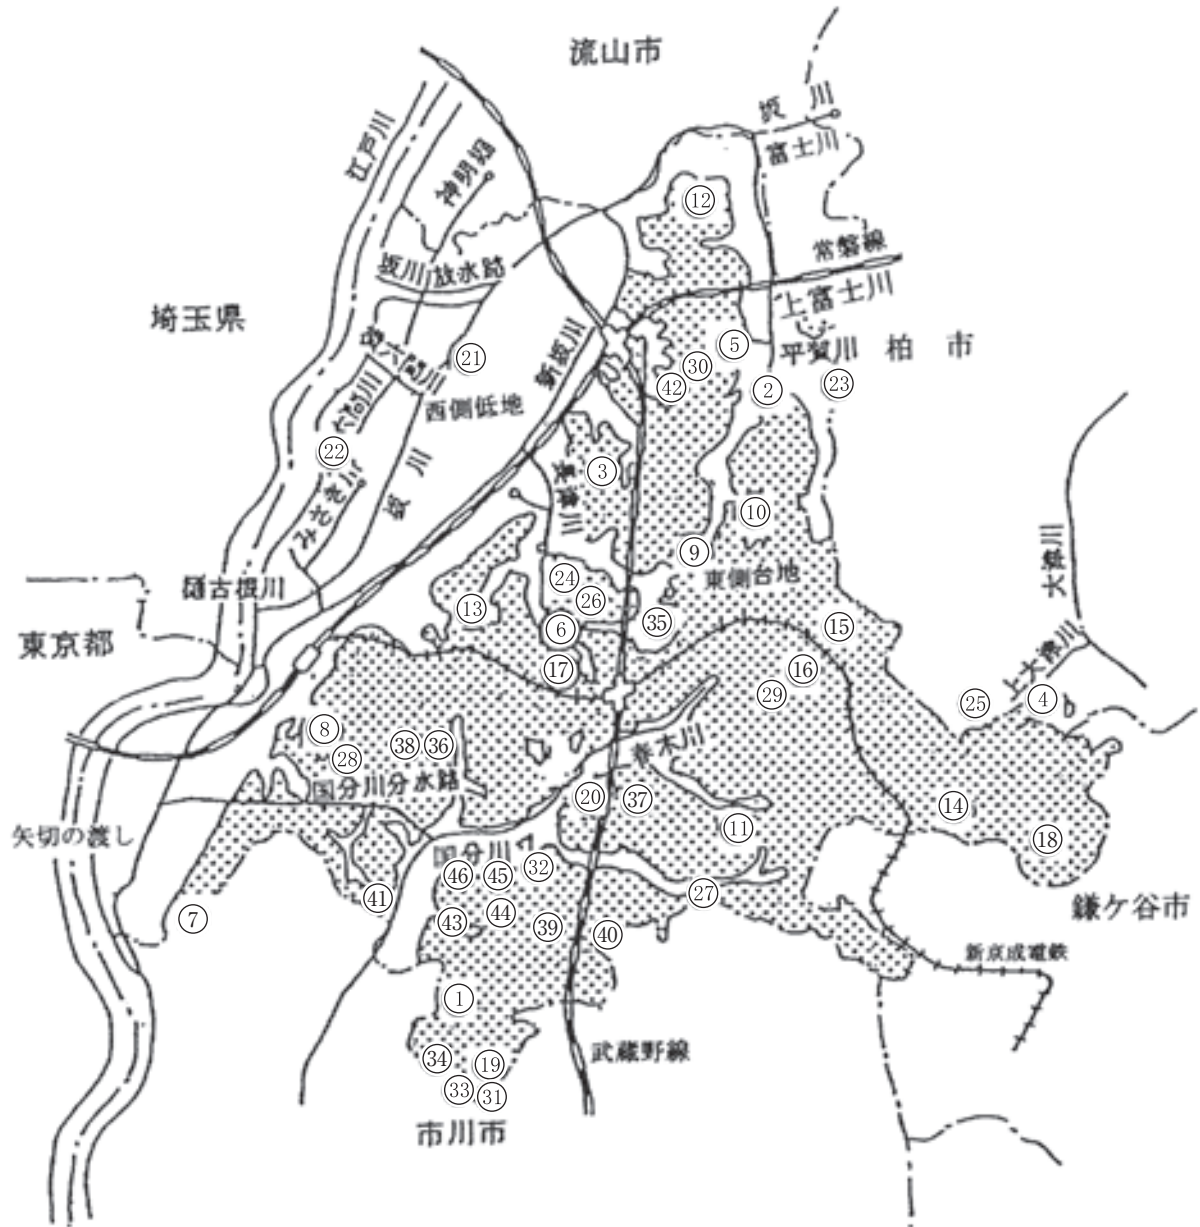 流山市
坂川
富士川
江戸川
神明堀
⑫
常磐線
坂川放水路
上富士川
埼玉県
新坂川
⑤
平賀川
柏市
六間川
㉑
㉚
㊷
②
㉓
西側低地
六間川
㉒
③
坂川
みさき川
⑩
⑨
大津川
樋古根川
東側台地
㉔
㉖
⑬
⑥
㉟
⑮
東京都
⑰
⑯
㉙
上大津川
㉕
④
⑧
㊳
㊱
㉘
春木川
国分川分水路
⑳
㊲
⑭
矢切の渡し
⑪
⑱
国分川
㉜
㊻
㊺
㊶
㉗
鎌ケ谷市
⑦
㊸
㊹
㊴
㊵
新京成電鉄
①
武蔵野線
㉞
⑲
㉝
㉛
市川市